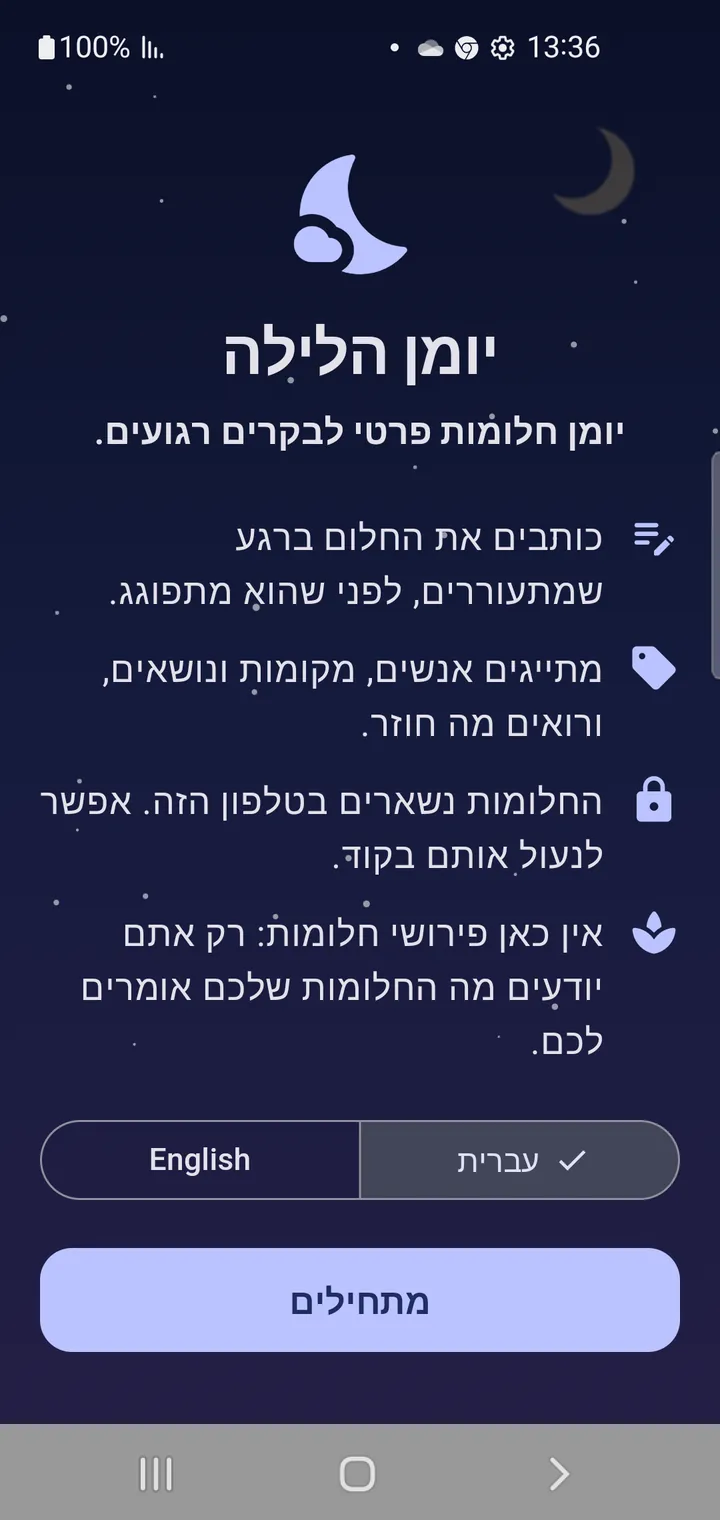 100%
13:36
יומן הלילה
יומן חלומות פרטי לבקרים רגועים.
כותבים את החלום ברגע
שמתעוררים, לפני שהוא מתפוגג.
מתייגים אנשים, מקומות ונושאים,
ורואים מה חוזר.
החלומות נשארים בטלפון הזה. אפשר
לנעול אותם בקוד.
אין כאן פירושי חלומות: רק אתם
יודעים מה החלומות שלכם אומרים
לכם.
עברית
English
מתחילים